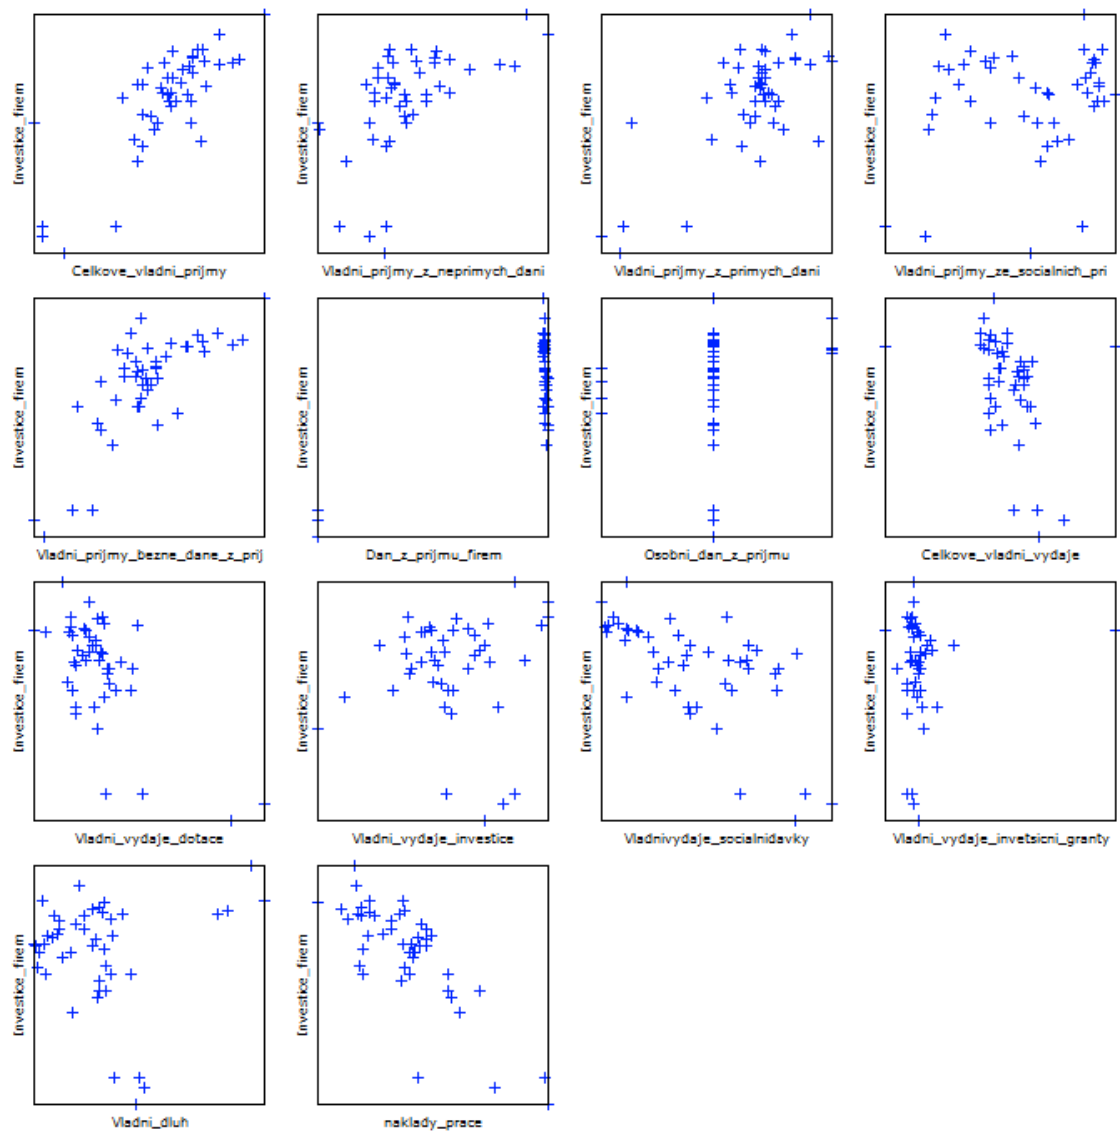 Investice_firem
Celkove_vladni_prijmy
Investice_firem
Vladni_prijmy_z_neprimych_dani
Investice_firem
Vladni_prijmy_z_primych_dani
Investice_firem
Vladni_prijmy_ze_socialnich_pri
Investice_firem
Vladni_prijmy_bezne_dane_z_prij
Investice_firem
Dan_z_prijmu_firem
Investice_firem
Osobni_dan_z_prijmu
Investice_firem
Celkove_vladni_vydaje
Investice_firem
Vladni_vydaje_dotace
Investice_firem
Vladni_vydaje_investice
Investice_firem
Vladnivydaje_socialnidavky
Investice_firem
Vladni_vydaje_invetsicni_granty
Investice_firem
Vladni_dluh
Investice_firem
naklady_prace